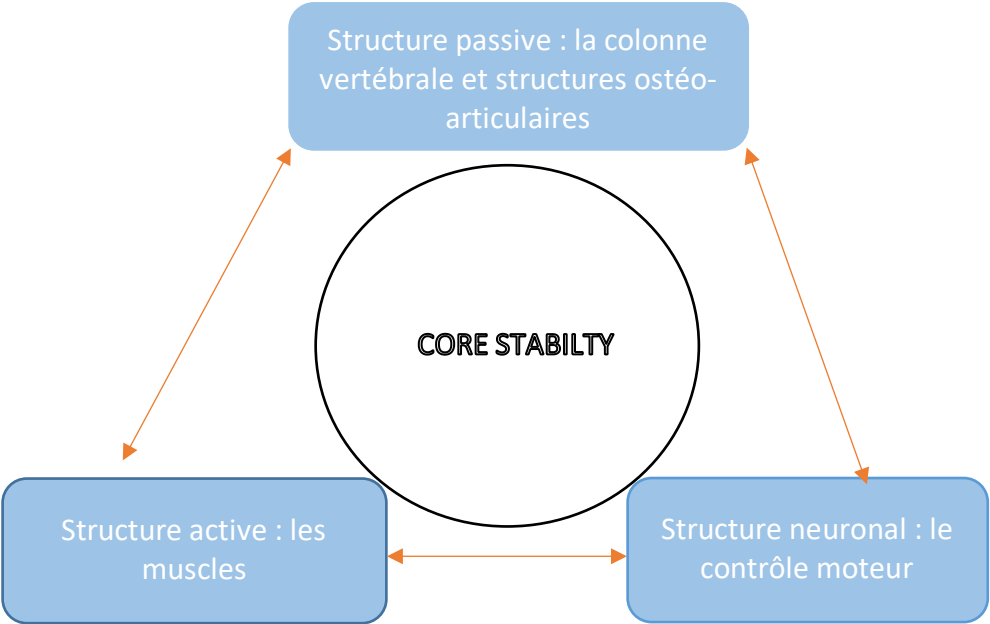 Structure passive : la colonne
vertébrale et structures ostéo-
articulaires
CORE STABILTY
Structure active : les
muscles
Structure neuronal : le
contrôle moteur